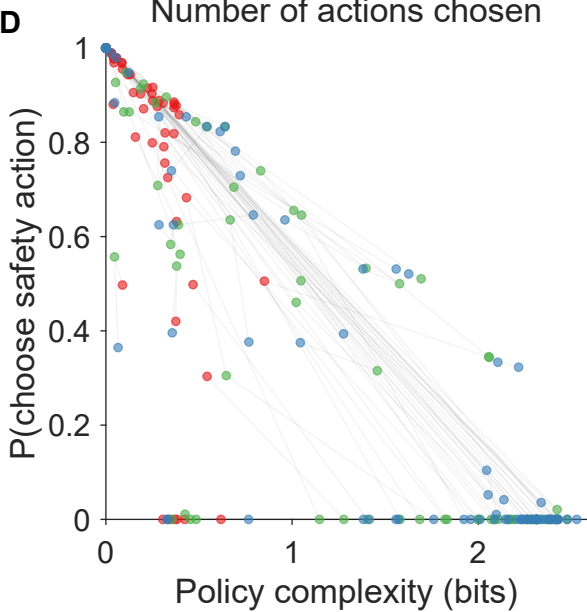 Number of actions chosen
D
1
0.8
0.6
0.4
0.2
0
P(choose safety action)
0 1 2
Policy complexity (bits)